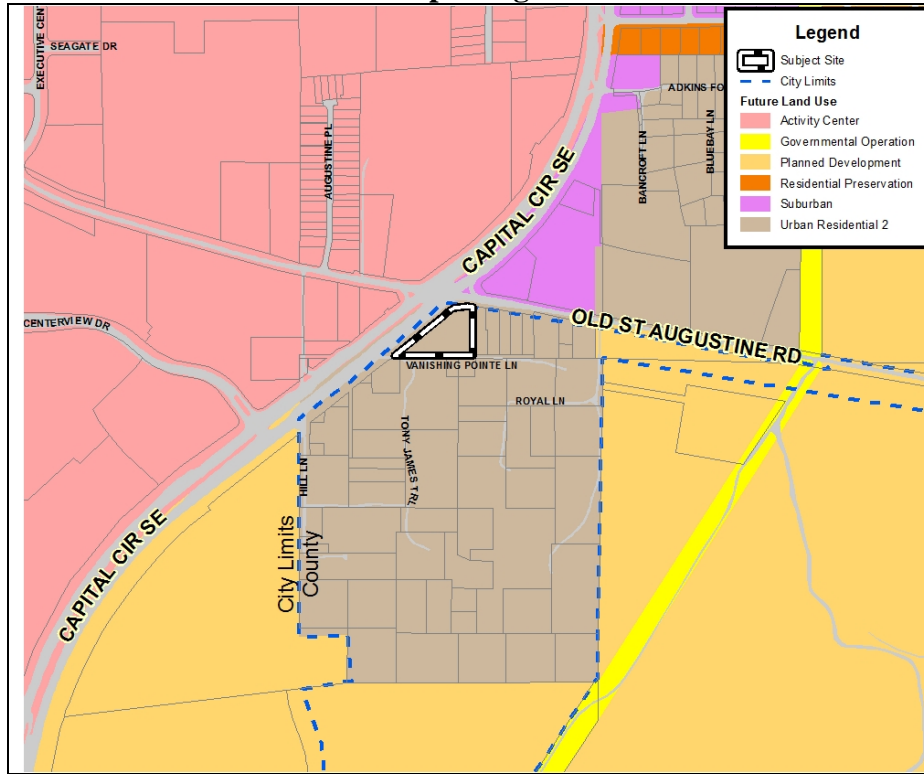 SEAGATE DR
EXECUTIVE CENT
AUGUSTINE PL
CAPITAL CIR SE
ADKINS FO
BANCROFT LN
BLUEBAY LN
Legend
Subject Site
City Limits
Future Land Use
Activity Center
Governmental Operation
Planned Development
Residential Preservation
Suburban
Urban Residential 2
CENTERVIEW DR
OLD ST AUGUSTINE RD
VANISHING POINTE LN
ROYAL LN
TONY JAMES TRL
HILL LN
City Limits
County
CAPITAL CIR SE